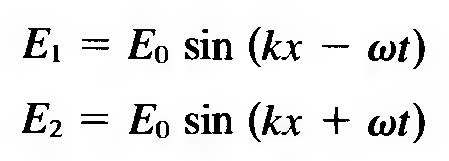 E₁ = E₀ sin (kx − ωt)
E₂ = E₀ sin (kx + ωt)